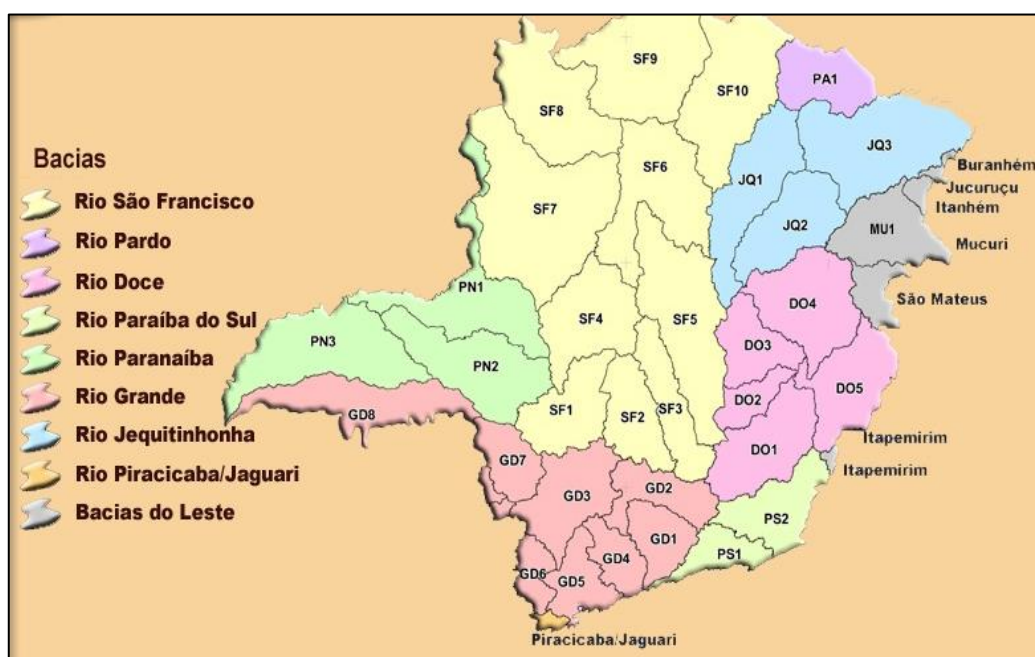 SF9
PA1
SF10
SF8
JQ3
Bacias
SF6
Buranhém
JQ1
Jucuruçu
Rio São Francisco
SF7
Itanhém
JQ2
MU1
Rio Pardo
Mucuri
Rio Doce
PN1
São Mateus
DO4
Rio Paraíba do Sul
SF4
SF5
PN3
DO3
Rio Paranaíba
PN2
DO5
Rio Grande
DO2
GD8
SF1
SF2
SF3
Rio Jequitinhonha
Itapemirim
DO1
GD7
Itapemirim
Rio Piracicaba/Jaguari
GD2
GD3
Bacias do Leste
PS2
GD1
PS1
GD4
GD6
GD5
Piracicaba/Jaguari